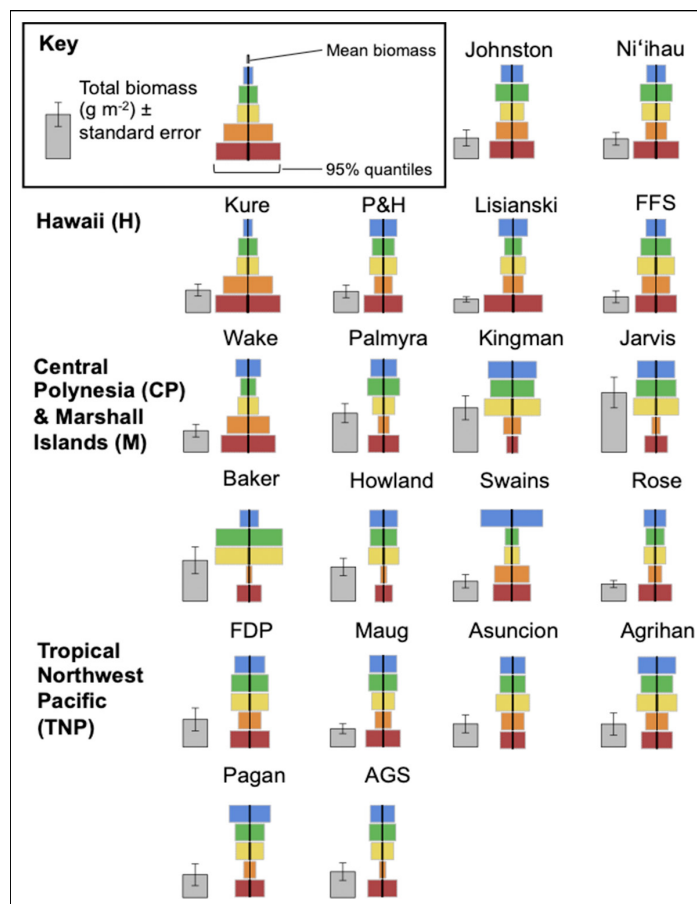 Key
Mean biomass
Total biomass
(g m⁻²) ±
standard error
95% quantiles
Johnston
Niʻihau
Hawaii (H)
Kure
P&H
Lisianski
FFS
Central
Polynesia (CP)
& Marshall
Islands (M)
Wake
Palmyra
Kingman
Jarvis
Baker
Howland
Swains
Rose
Tropical
Northwest
Pacific
(TNP)
FDP
Maug
Asuncion
Agrihan
Pagan
AGS